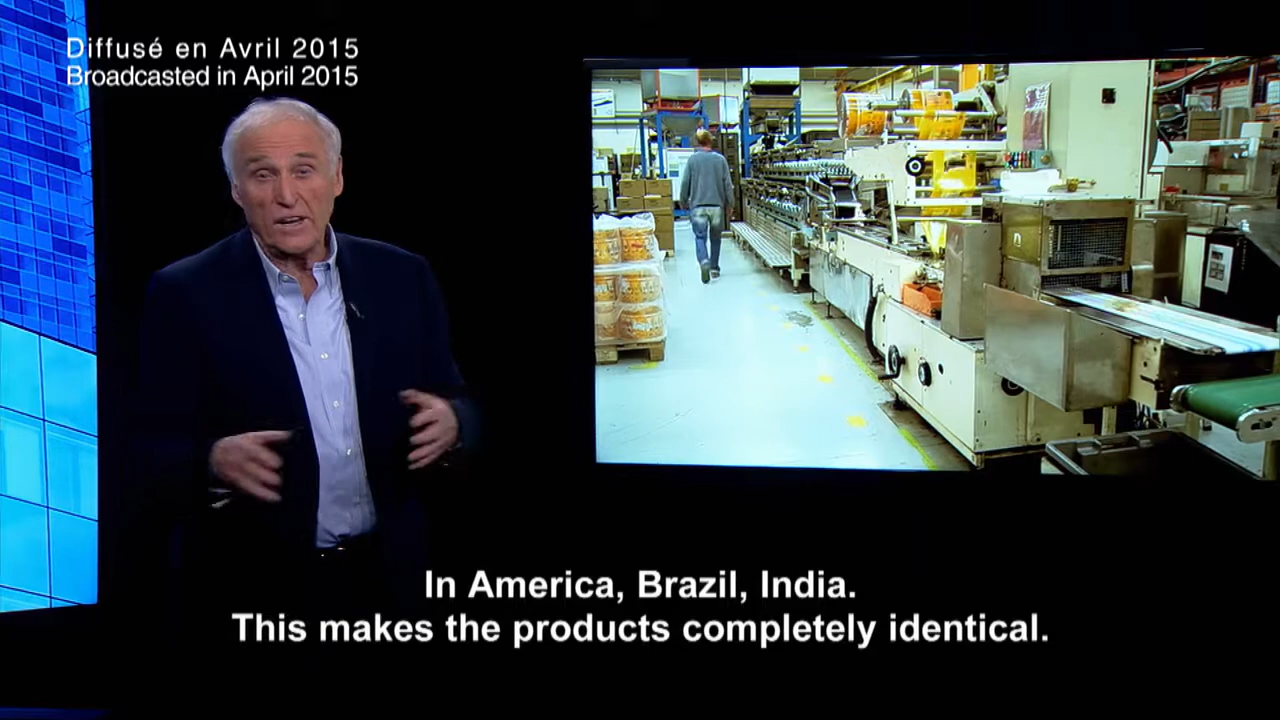 Diffusé en Avril 2015
Broadcasted in April 2015
In America, Brazil, India.
This makes the products completely identical.